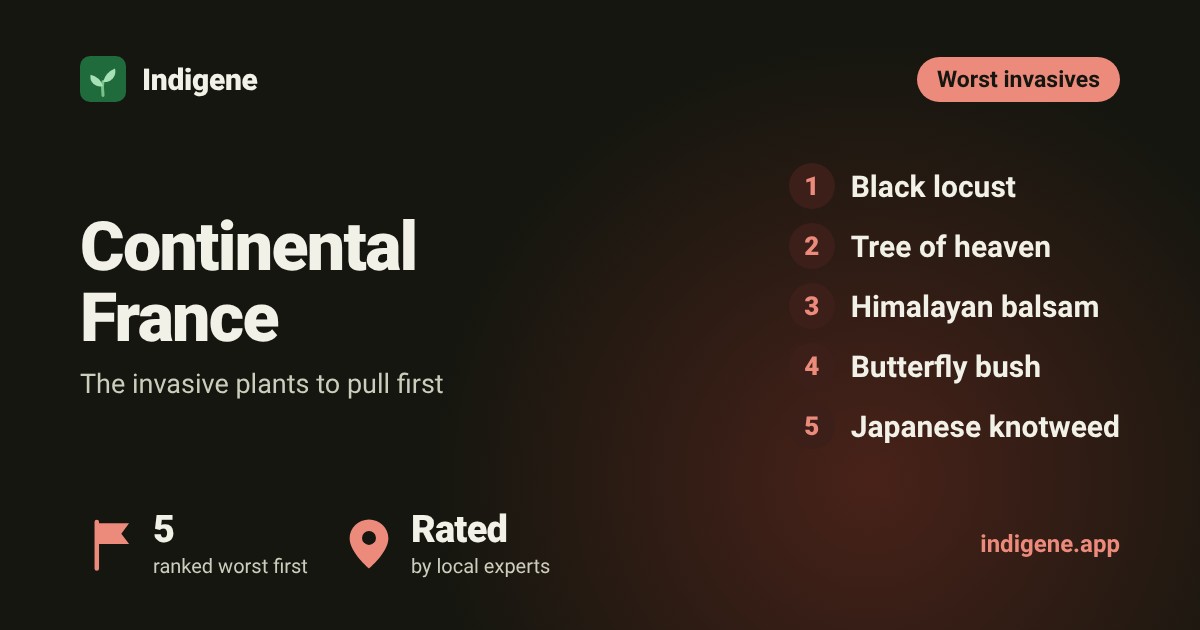 Indigene
Worst invasives
Continental
France
The invasive plants to pull first
1 Black locust
2 Tree of heaven
3 Himalayan balsam
4 Butterfly bush
5 Japanese knotweed
5
ranked worst first
Rated
by local experts
indigene.app